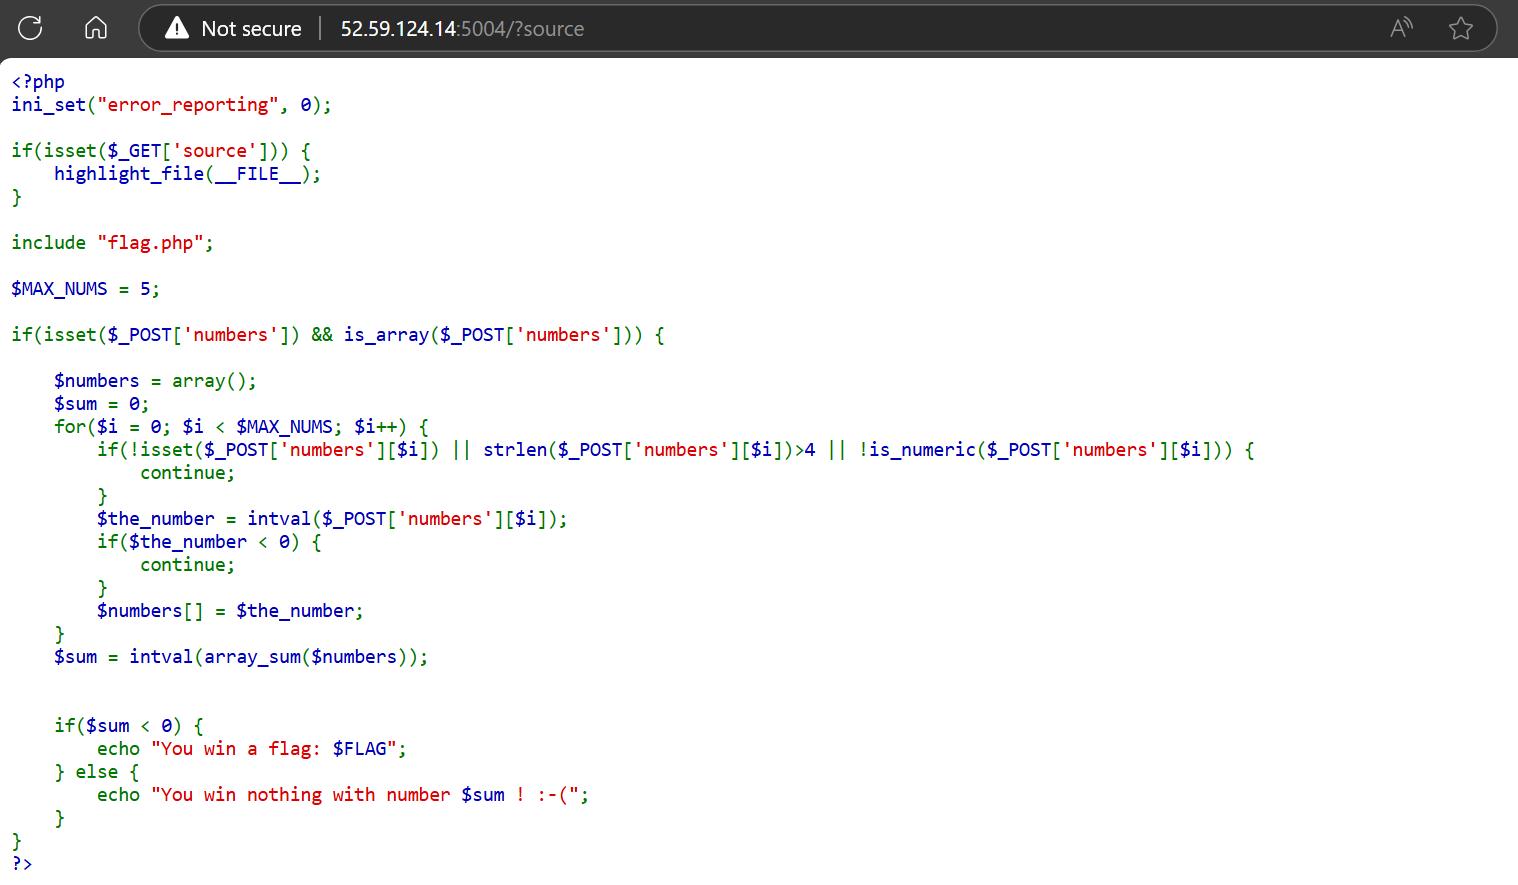 Not secure 52.59.124.14:5004/?source A
<?php
ini_set("error_reporting", 0);
if(isset($_GET['source'])) {
    highlight_file(__FILE__);
}
include "flag.php";
$MAX_NUMS = 5;
if(isset($_POST['numbers']) && is_array($_POST['numbers'])) {
    $numbers = array();
    $sum = 0;
    for($i = 0; $i < $MAX_NUMS; $i++) {
        if(!isset($_POST['numbers'][$i]) || strlen($_POST['numbers'][$i])>4 || !is_numeric($_POST['numbers'][$i])) {
            continue;
        }
        $the_number = intval($_POST['numbers'][$i]);
        if($the_number < 0) {
            continue;
        }
        $numbers[] = $the_number;
    }
    $sum = intval(array_sum($numbers));
    if($sum < 0) {
        echo "You win a flag: $FLAG";
    } else {
        echo "You win nothing with number $sum ! :-(";
    }
}
?>